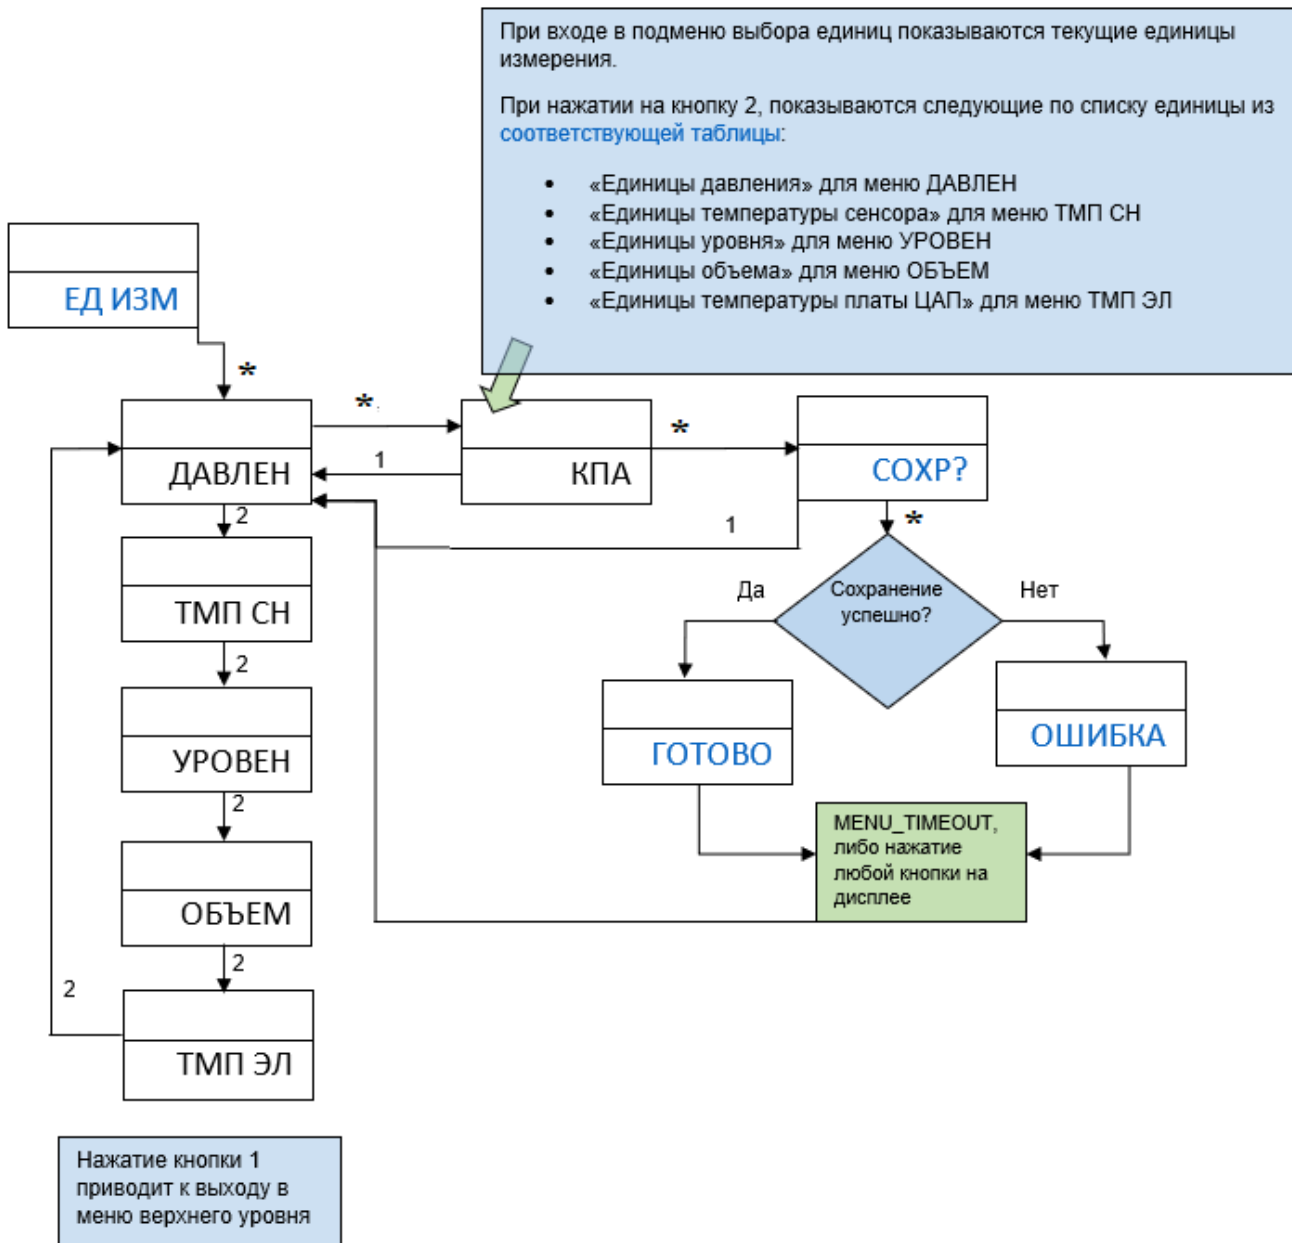 При входе в подменю выбора единиц показываются текущие единицы
измерения.
При нажатии на кнопку 2, показываются следующие по списку единицы из
соответствующей таблицы:
• «Единицы давления» для меню ДАВЛЕН
• «Единицы температуры сенсора» для меню ТМП СН
• «Единицы уровня» для меню УРОВЕН
• «Единицы объема» для меню ОБЪЕМ
• «Единицы температуры платы ЦАП» для меню ТМП ЭЛ
ЕД ИЗМ
*
*
*
1
ДАВЛЕН
КПА
СОХР?
2
1
*
ТМП СН
Да
Сохранение
успешно?
Нет
2
УРОВЕН
ГОТОВО
ОШИБКА
2
MENU_TIMEOUT,
либо нажатие
любой кнопки на
дисплее
ОБЪЕМ
2
2
ТМП ЭЛ
Нажатие кнопки 1
приводит к выходу в
меню верхнего уровня